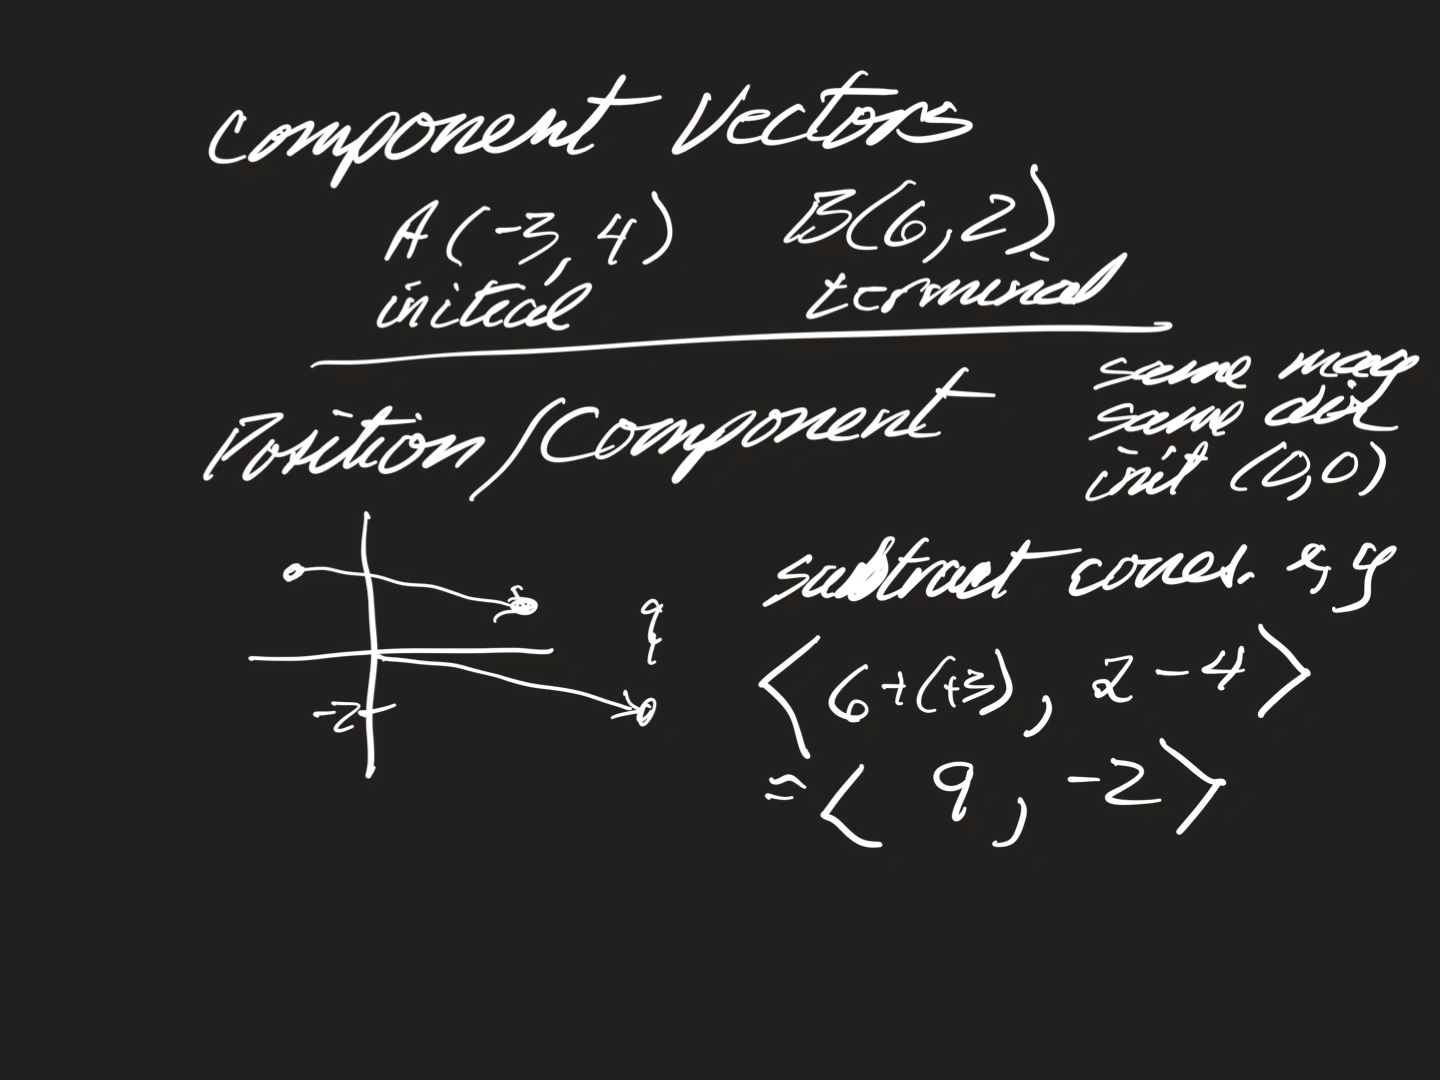 Component Vectors
A(-3, 4) B(6, 2)
initial terminal
Position/Component
same mag
same dir
init (0,0)
subtract cones. x, y
9
-2
<6+(+3), 2-4>
=< 9, -2>